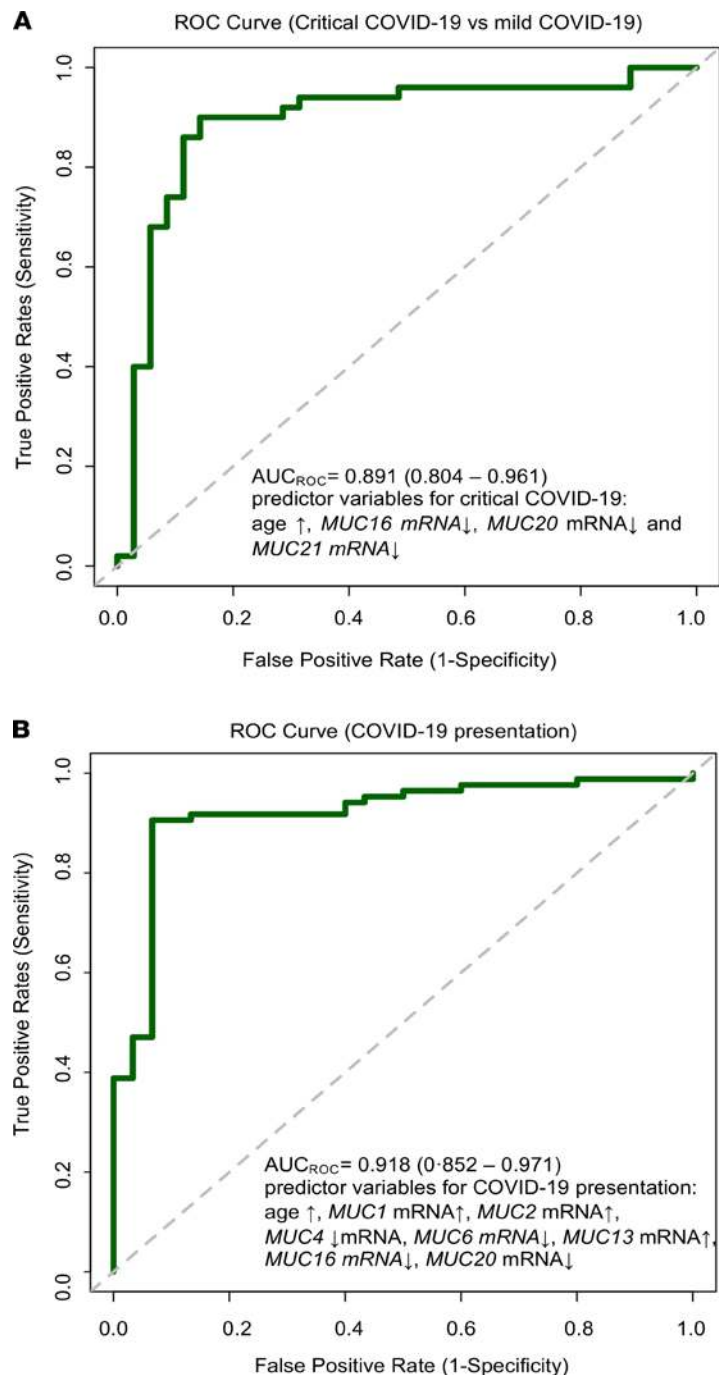 A
ROC Curve (Critical COVID-19 vs mild COVID-19)
True Positive Rates (Sensitivity)
1.0
0.8
0.6
0.4
0.2
0.0
AUCROC= 0.891 (0.804 – 0.961)
predictor variables for critical COVID-19:
age ↑, MUC16 mRNA↓, MUC20 mRNA↓ and
MUC21 mRNA↓
0.0 0.2 0.4 0.6 0.8 1.0
False Positive Rate (1-Specificity)
B
ROC Curve (COVID-19 presentation)
True Positive Rates (Sensitivity)
1.0
0.8
0.6
0.4
0.2
0.0
AUCROC= 0.918 (0·852 – 0.971)
predictor variables for COVID-19 presentation:
age ↑, MUC1 mRNA↑, MUC2 mRNA↑,
MUC4 ↓mRNA, MUC6 mRNA↓, MUC13 mRNA↑,
MUC16 mRNA↓, MUC20 mRNA↓
0.0 0.2 0.4 0.6 0.8 1.0
False Positive Rate (1-Specificity)